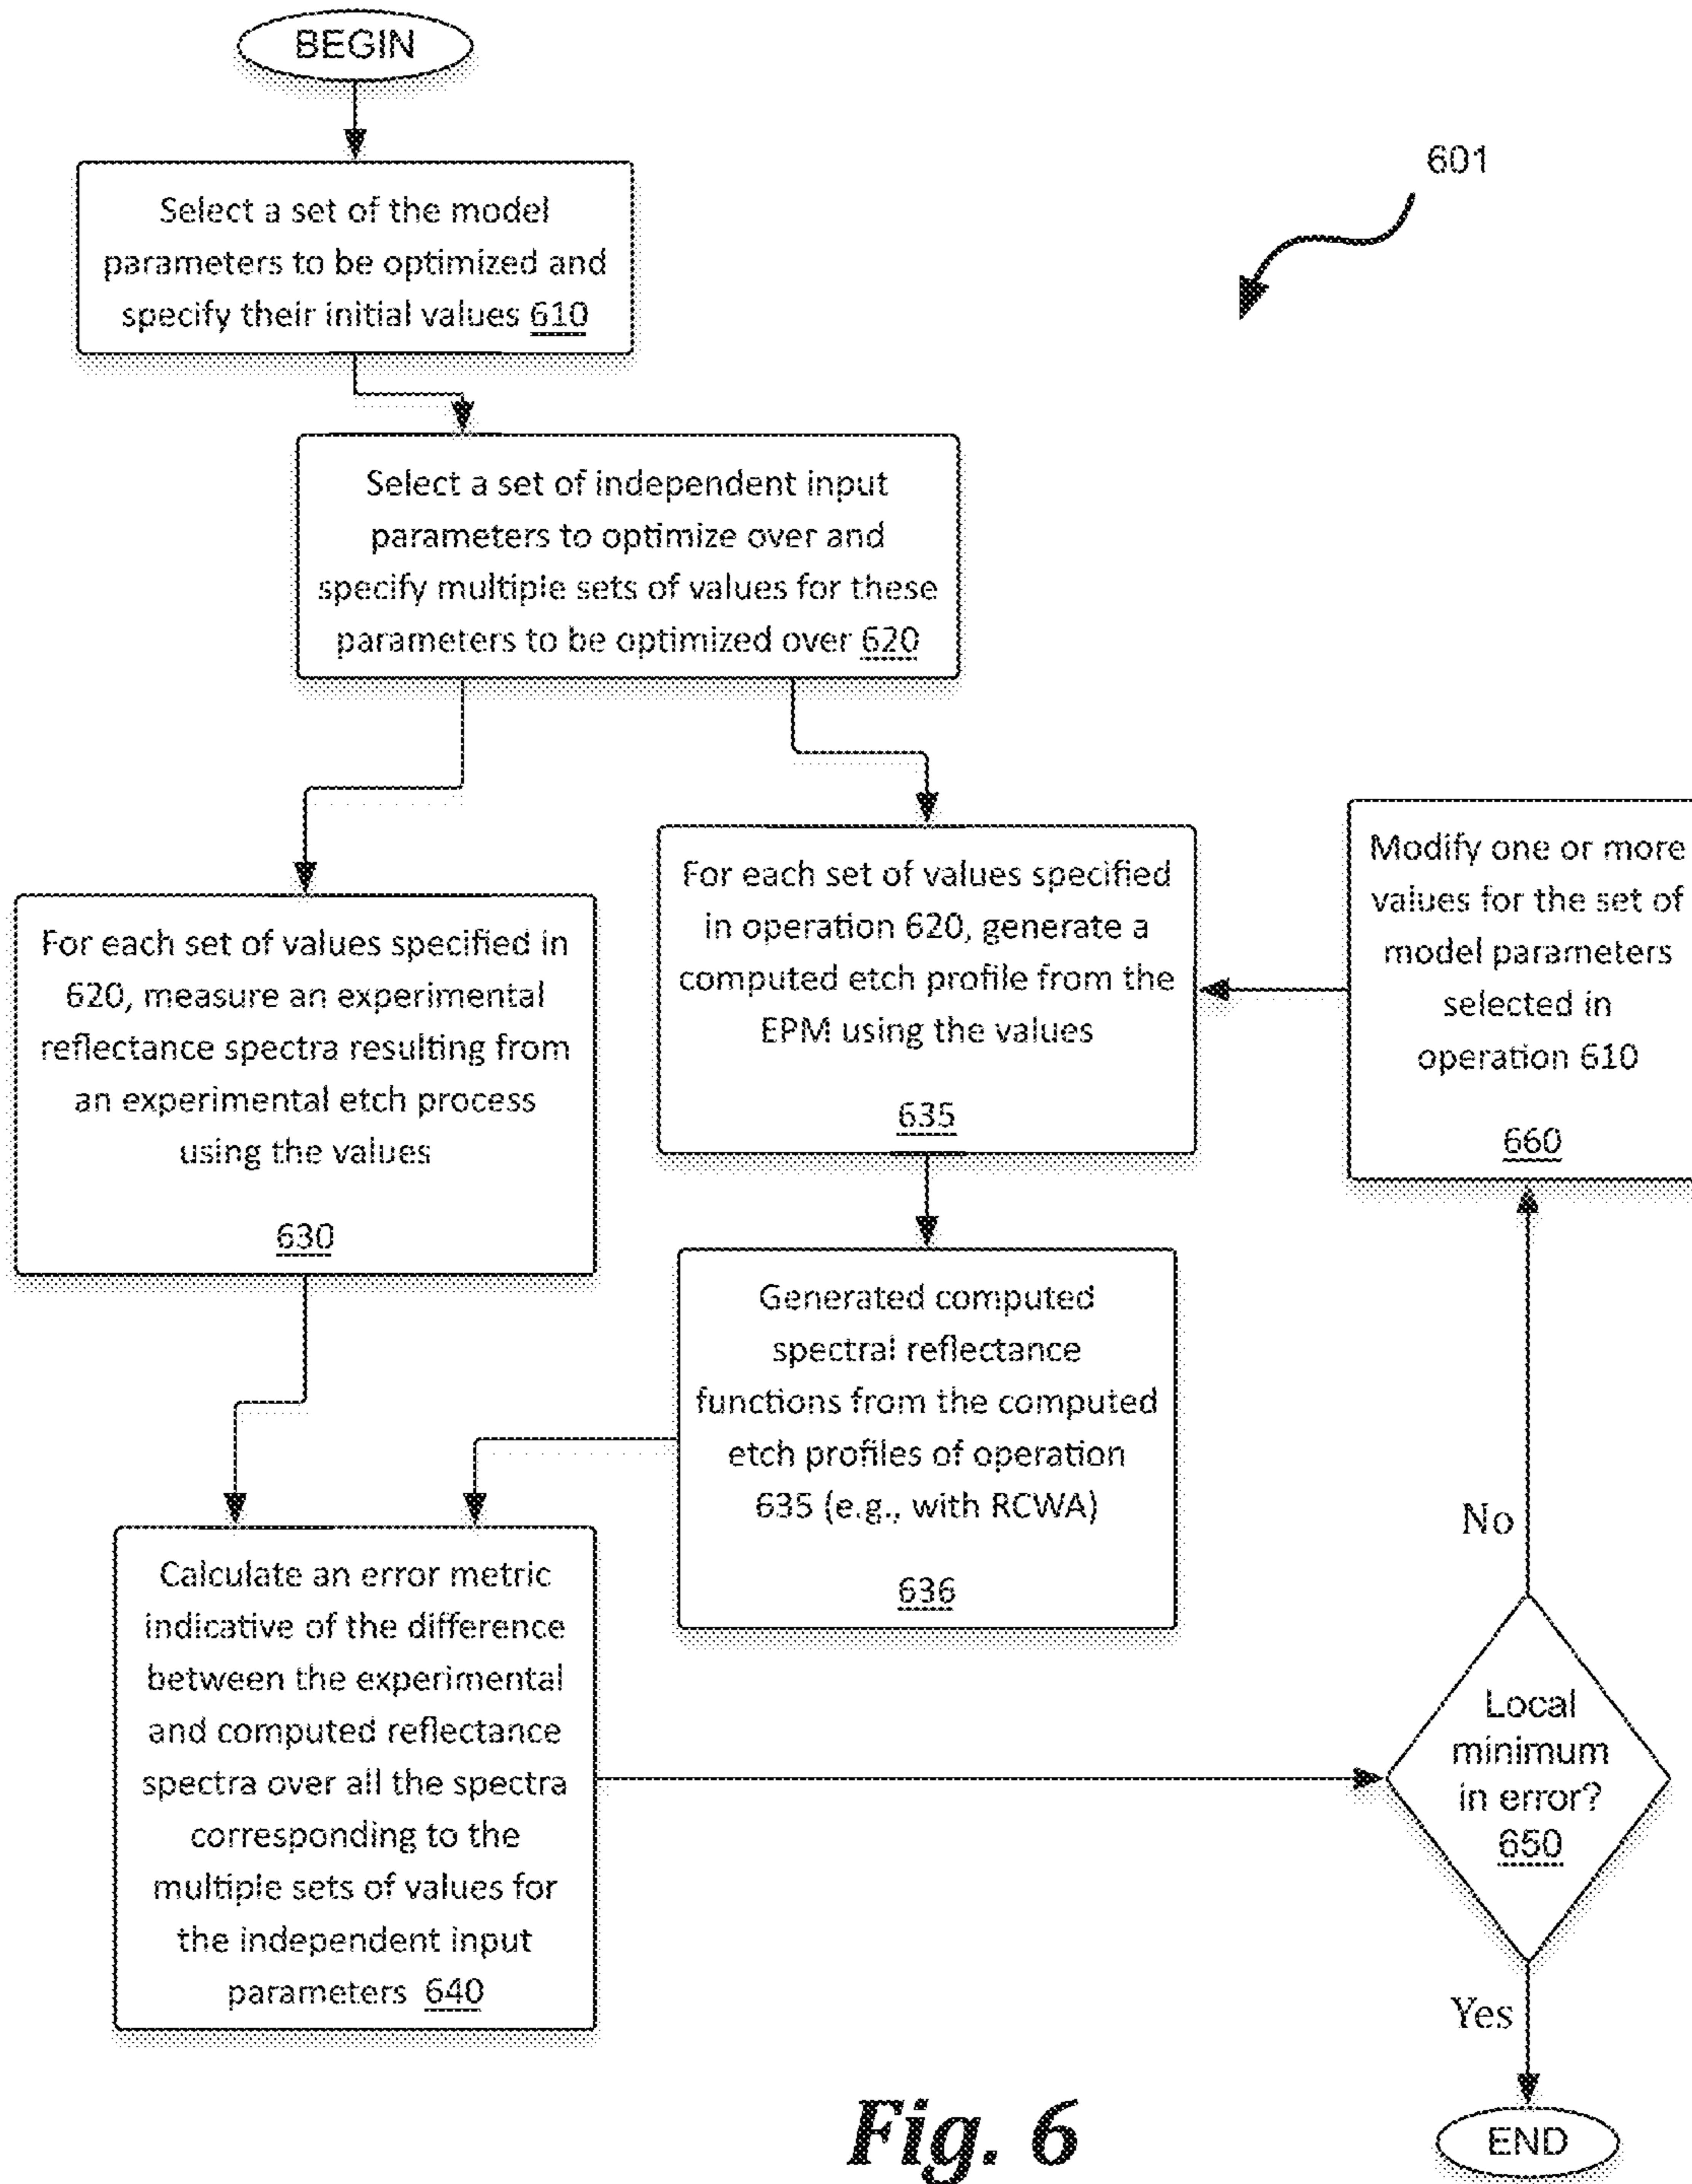 BEGIN
601
Select a set of the model
parameters to be optimized and
specify their initial values 610
Select a set of independent input
parameters to optimize over and
specify multiple sets of values for these
parameters to be optimized over 620
For each set of values specified in
620, measure an experimental
reflectance spectra resulting from
an experimental etch process
using the values
630
For each set of values specified
in operation 620, generate a
computed etch profile from the
EPM using the values
635
Modify one or more
values for the set of
model parameters
selected in
operation 610
660
Generated computed
spectral reflectance
functions from the computed
etch profiles of operation
635 (e.g., with RCWA)
636
Calculate an error metric
indicative of the difference
between the experimental
and computed reflectance
spectra over all the spectra
corresponding to the
multiple sets of values for
the independent input
parameters 640
No
Local
minimum
in error?
650
Yes
END
Fig. 6